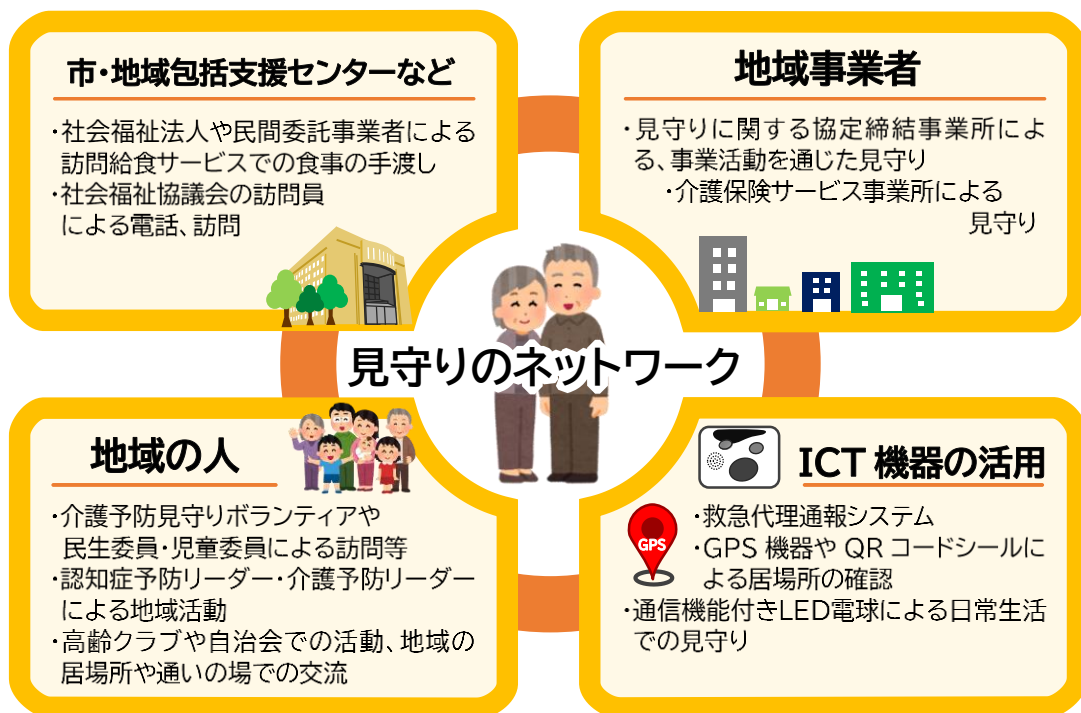 市・地域包括支援センターなど
・社会福祉法人や民間委託事業者による
訪問給食サービスでの食事の手渡し
・社会福祉協議会の訪問員
による電話、訪問
地域事業者
・見守りに関する協定締結事業所によ
る、事業活動を通じた見守り
・介護保険サービス事業所による
見守り
見守りのネットワーク
地域の人
・介護予防見守りボランティアや
民生委員・児童委員による訪問等
・認知症予防リーダー・介護予防リーダー
による地域活動
・高齢クラブや自治会での活動、地域の
居場所や通いの場での交流
ICT 機器の活用
GPS
・救急代理通報システム
・GPS 機器や QR コードシールに
よる居場所の確認
・通信機能付きLED電球による日常生活
での見守り